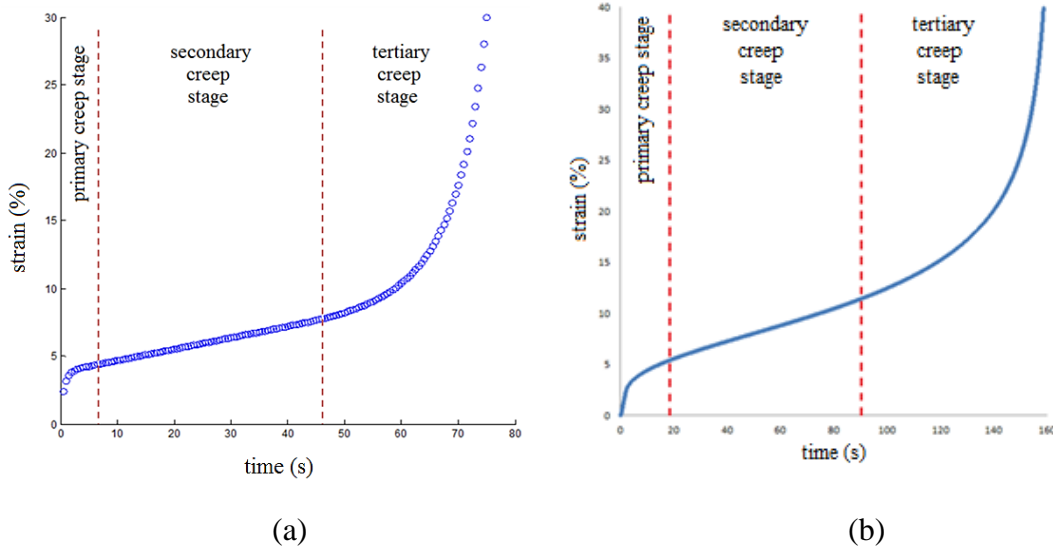 30
25
20
15
10
5
0
strain (%)
primary creep stage
secondary
creep
stage
tertiary
creep
stage
0 10 20 30 40 50 60 70 80
time (s)
(a)
40
35
30
25
20
15
10
5
0
strain (%)
primary creep stage
secondary
creep
stage
tertiary
creep
stage
0 20 40 60 80 100 120 140 160
time (s)
(b)